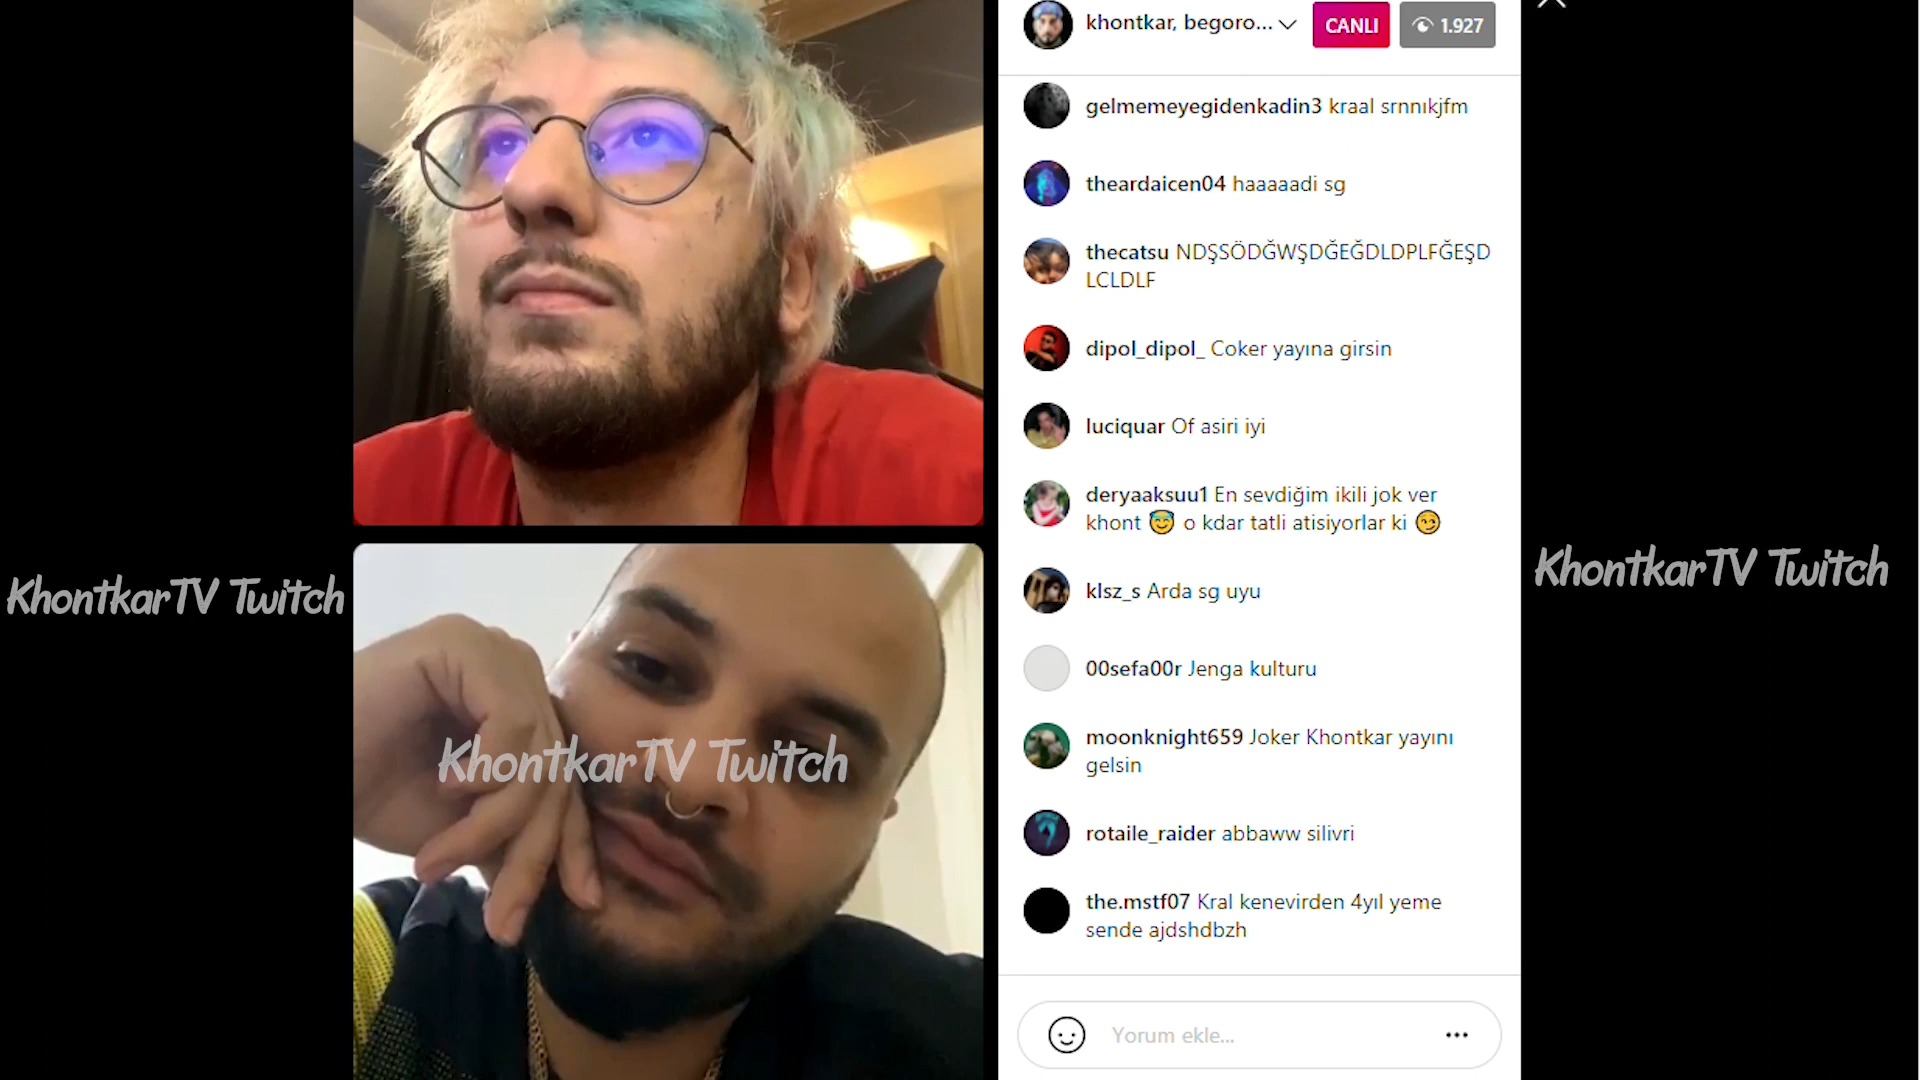 khontkar, begoro...
CANLI
1.927
gelmemeyegidenkadin3 kraal srnnıkjfm
theardaicen04 haaaaadi sg
thecatsu NDŞSÖDĞWŞDĞEĞDLDPLFĞEŞD
LCLDLF
dipol_dipol_ Coker yayına girsin
luciquar Of asiri iyi
deryaaksuu1 En sevdiğim ikili jok ver
khont 😇 o kdar tatli atisiyorlar ki 😏
klsz_s Arda sg uyu
00sefa00r Jenga kulturu
moonknight659 Joker Khontkar yayını
gelsin
rotaile_raider abbaww silivri
the.mstf07 Kral kenevirden 4yıl yeme
sende ajdshdbzh
Yorum ekle...
KhontkarTV Twitch
KhontkarTV Twitch
KhontkarTV Twitch